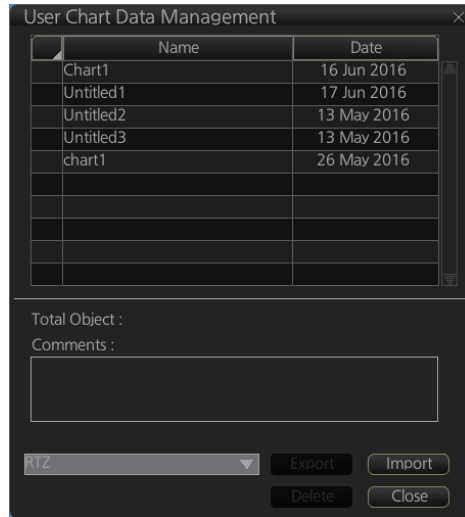 User Chart Data Management
Name Date
Chart1 16 Jun 2016
Untitled1 17 Jun 2016
Untitled2 13 May 2016
Untitled3 13 May 2016
chart1 26 May 2016
Total Object :
Comments :
RTZ Export Import
Delete Close